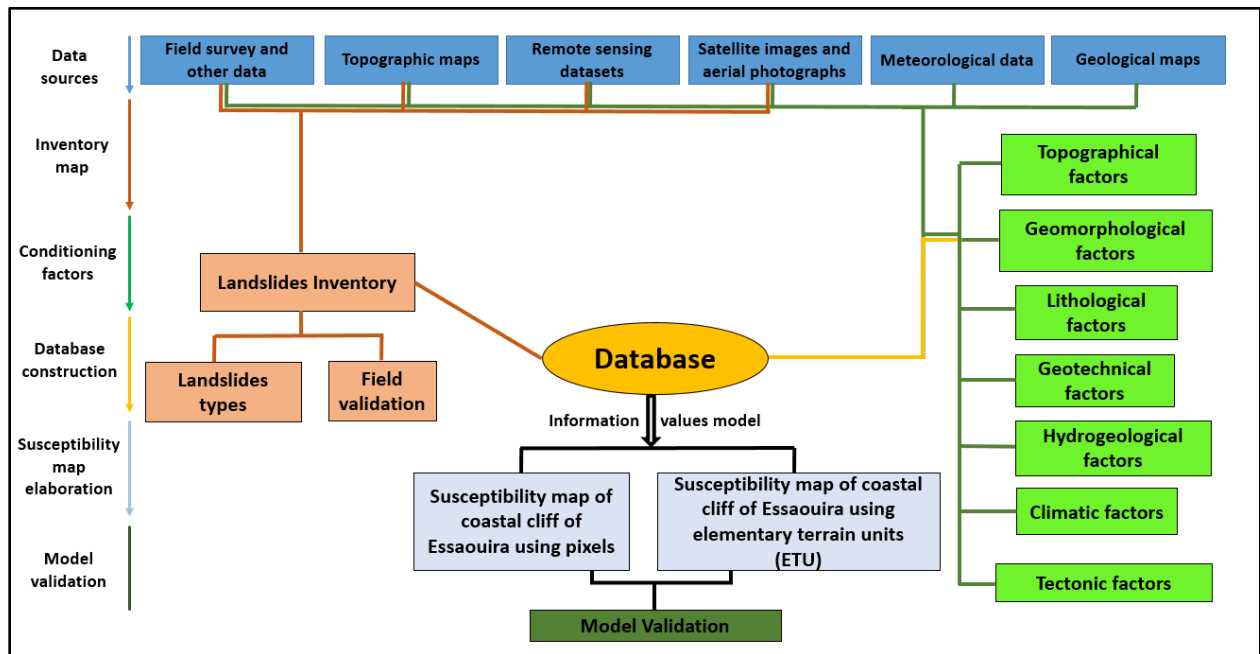 Data
sources
Field survey and
other data
Topographic maps
Remote sensing
datasets
Satellite images and
aerial photographs
Meteorological data
Geological maps
Inventory
map
Conditioning
factors
Database
construction
Susceptibility
map
elaboration
Model
validation
Landslides Inventory
Landslides
types
Field
validation
Database
Information values model
Susceptibility map of
coastal cliff of
Essaouira using pixels
Susceptibility map of coastal
cliff of Essaouira using
elementary terrain units
(ETU)
Model Validation
Topographical
factors
Geomorphological
factors
Lithological
factors
Geotechnical
factors
Hydrogeological
factors
Climatic factors
Tectonic factors